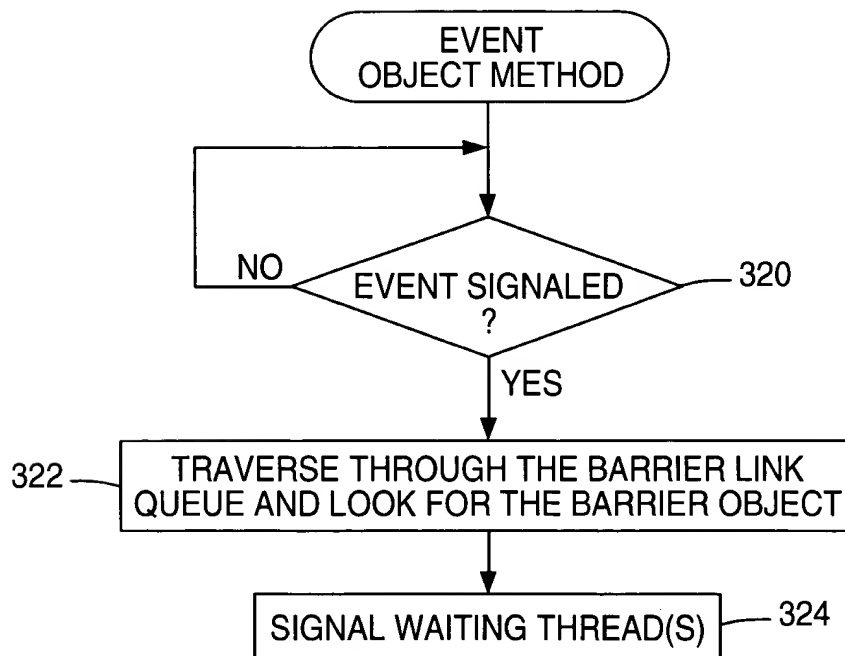 EVENT
OBJECT METHOD
NO
EVENT SIGNALED
?
320
YES
322
TRAVERSE THROUGH THE BARRIER LINK
QUEUE AND LOOK FOR THE BARRIER OBJECT
SIGNAL WAITING THREAD(S)
324